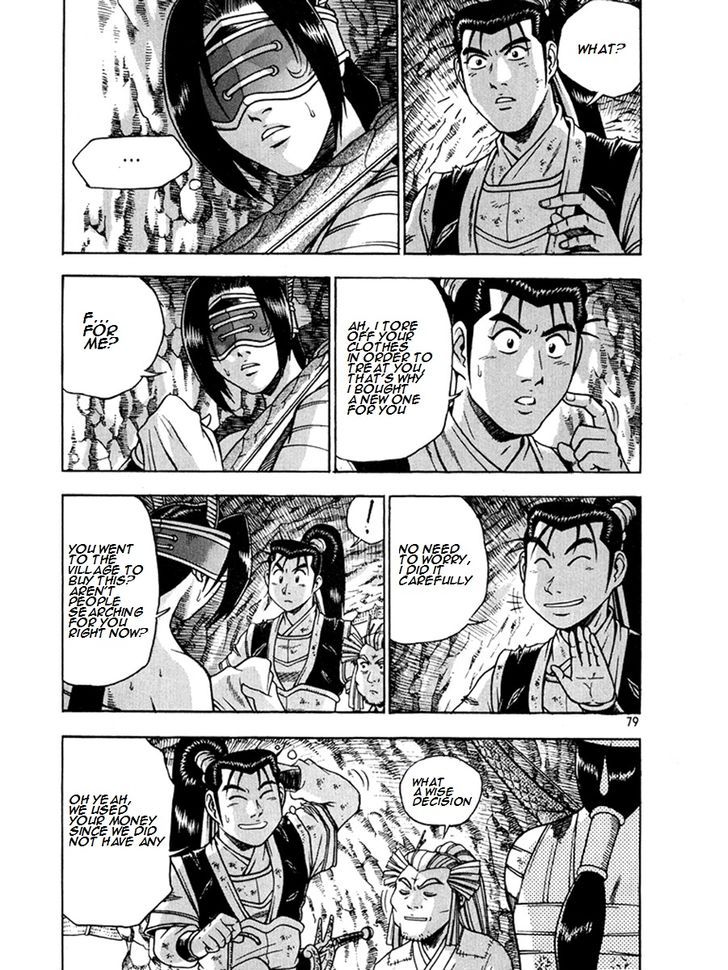 ...
WHAT?
F...
FOR
ME?
AH, I TORE
OFF YOUR
CLOTHES
IN ORDER
TO TREAT YOU,
THAT'S WHY
I BOUGHT
A NEW ONE
FOR YOU
YOU WENT
TO THE
VILLAGE TO
BUY THIS?
AREN'T
PEOPLE
SEARCHING
FOR YOU
RIGHT NOW?
!
NO NEED
TO WORRY,
I DID IT
CAREFULLY
79
OH YEAH,
WE USED
YOUR MONEY
SINCE WE DID
NOT HAVE ANY
WHAT
A WISE
DECISION